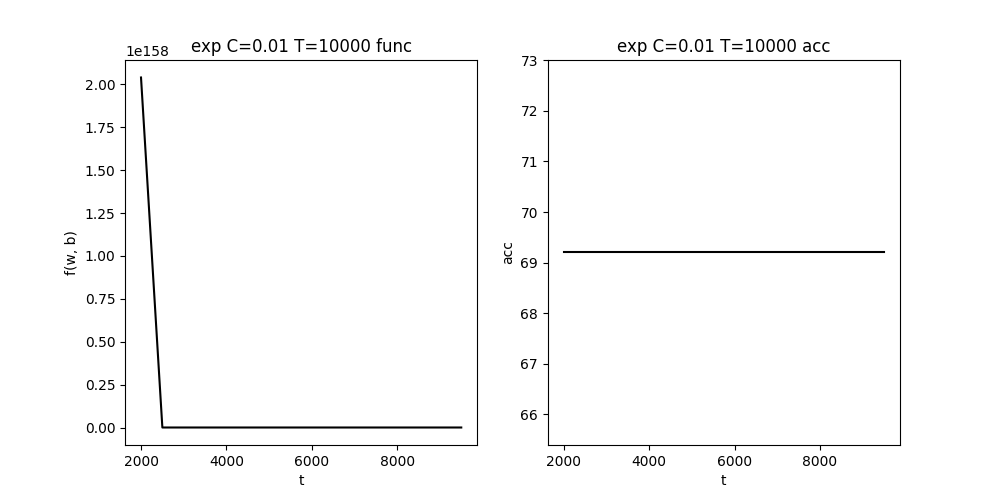 exp C=0.01 T=10000 func
1e158
2.00
1.75
1.50
1.25
1.00
0.75
0.50
0.25
0.00
f(w, b)
2000 4000 6000 8000
t
exp C=0.01 T=10000 acc
73
72
71
70
69
68
67
66
acc
2000 4000 6000 8000
t